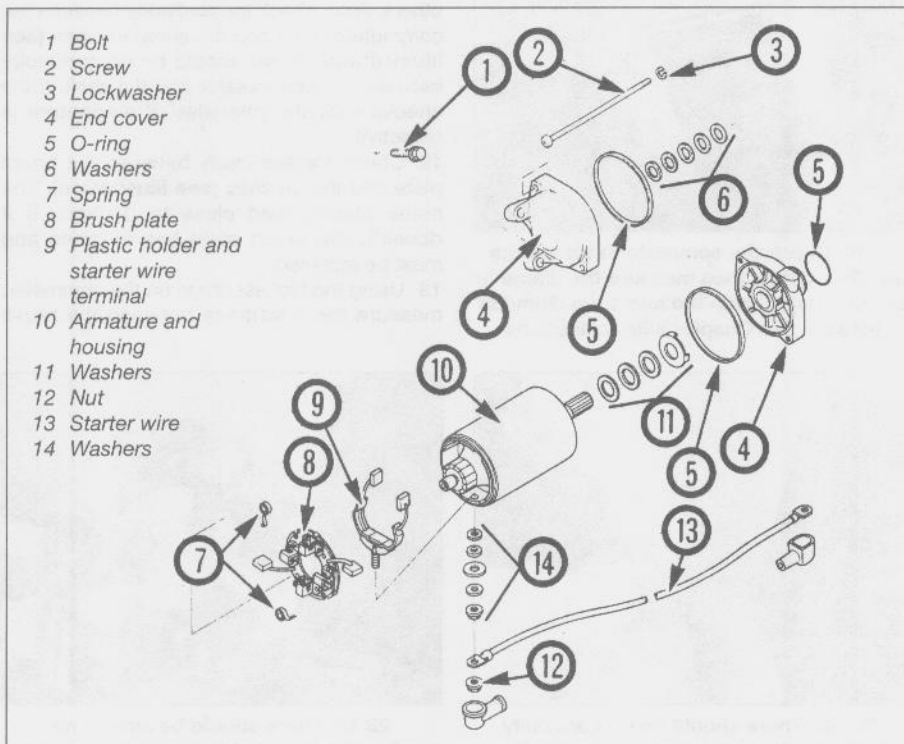 1 Bolt
2 Screw
3 Lockwasher
4 End cover
5 O-ring
6 Washers
7 Spring
8 Brush plate
9 Plastic holder and
starter wire
terminal
10 Armature and
housing
11 Washers
12 Nut
13 Starter wire
14 Washers
1
2
3
6
5
4
5
10
11
5
4
9
8
7
14
13
12